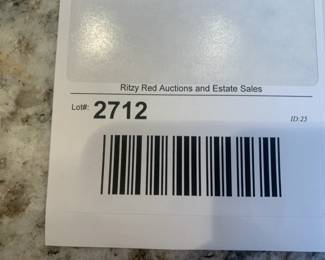 Ritzy Red Auctions and Estate Sales
Lot#: 2712
ID:23